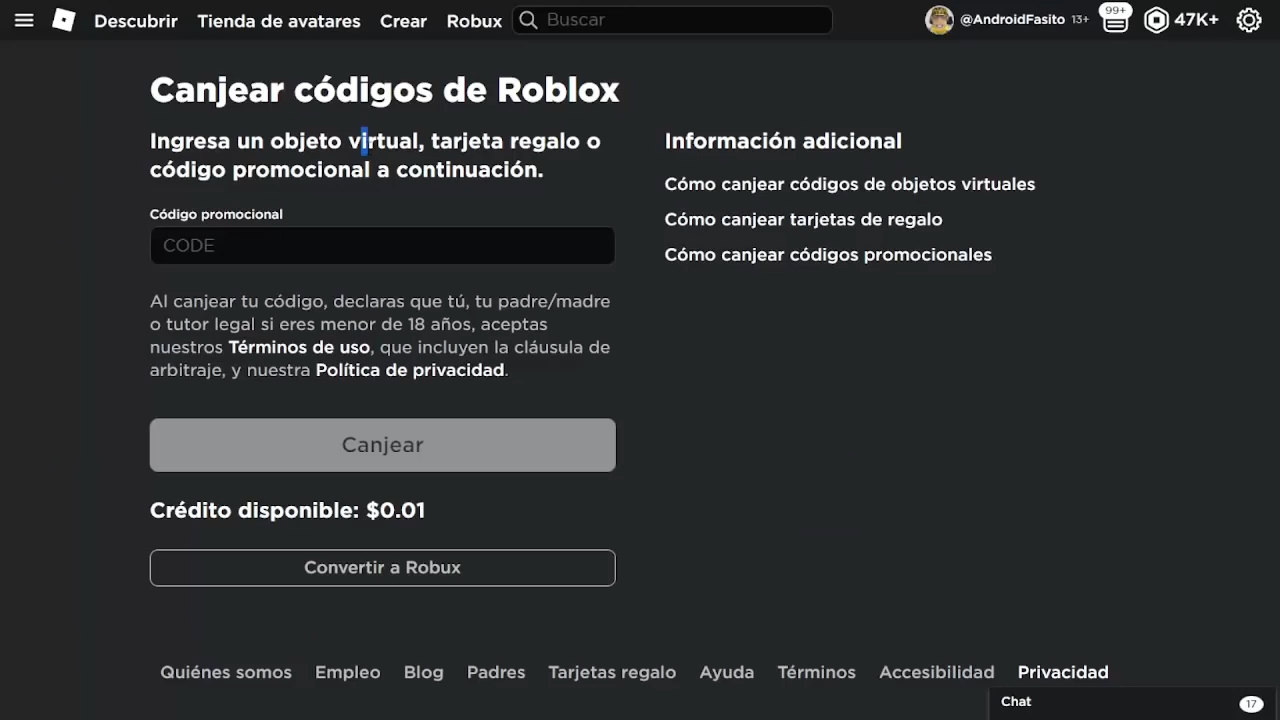 Descubrir Tienda de avatares Crear Robux Buscar @AndroidFasito 13+ 99+ 47K+
Canjear códigos de Roblox
Ingresa un objeto virtual, tarjeta regalo o
código promocional a continuación.
Código promocional
CODE
Al canjear tu código, declaras que tú, tu padre/madre
o tutor legal si eres menor de 18 años, aceptas
nuestros Términos de uso, que incluyen la cláusula de
arbitraje, y nuestra Política de privacidad.
Canjear
Crédito disponible: $0.01
Convertir a Robux
Información adicional
Cómo canjear códigos de objetos virtuales
Cómo canjear tarjetas de regalo
Cómo canjear códigos promocionales
Quiénes somos Empleo Blog Padres Tarjetas regalo Ayuda Términos Accesibilidad Privacidad
Chat 17